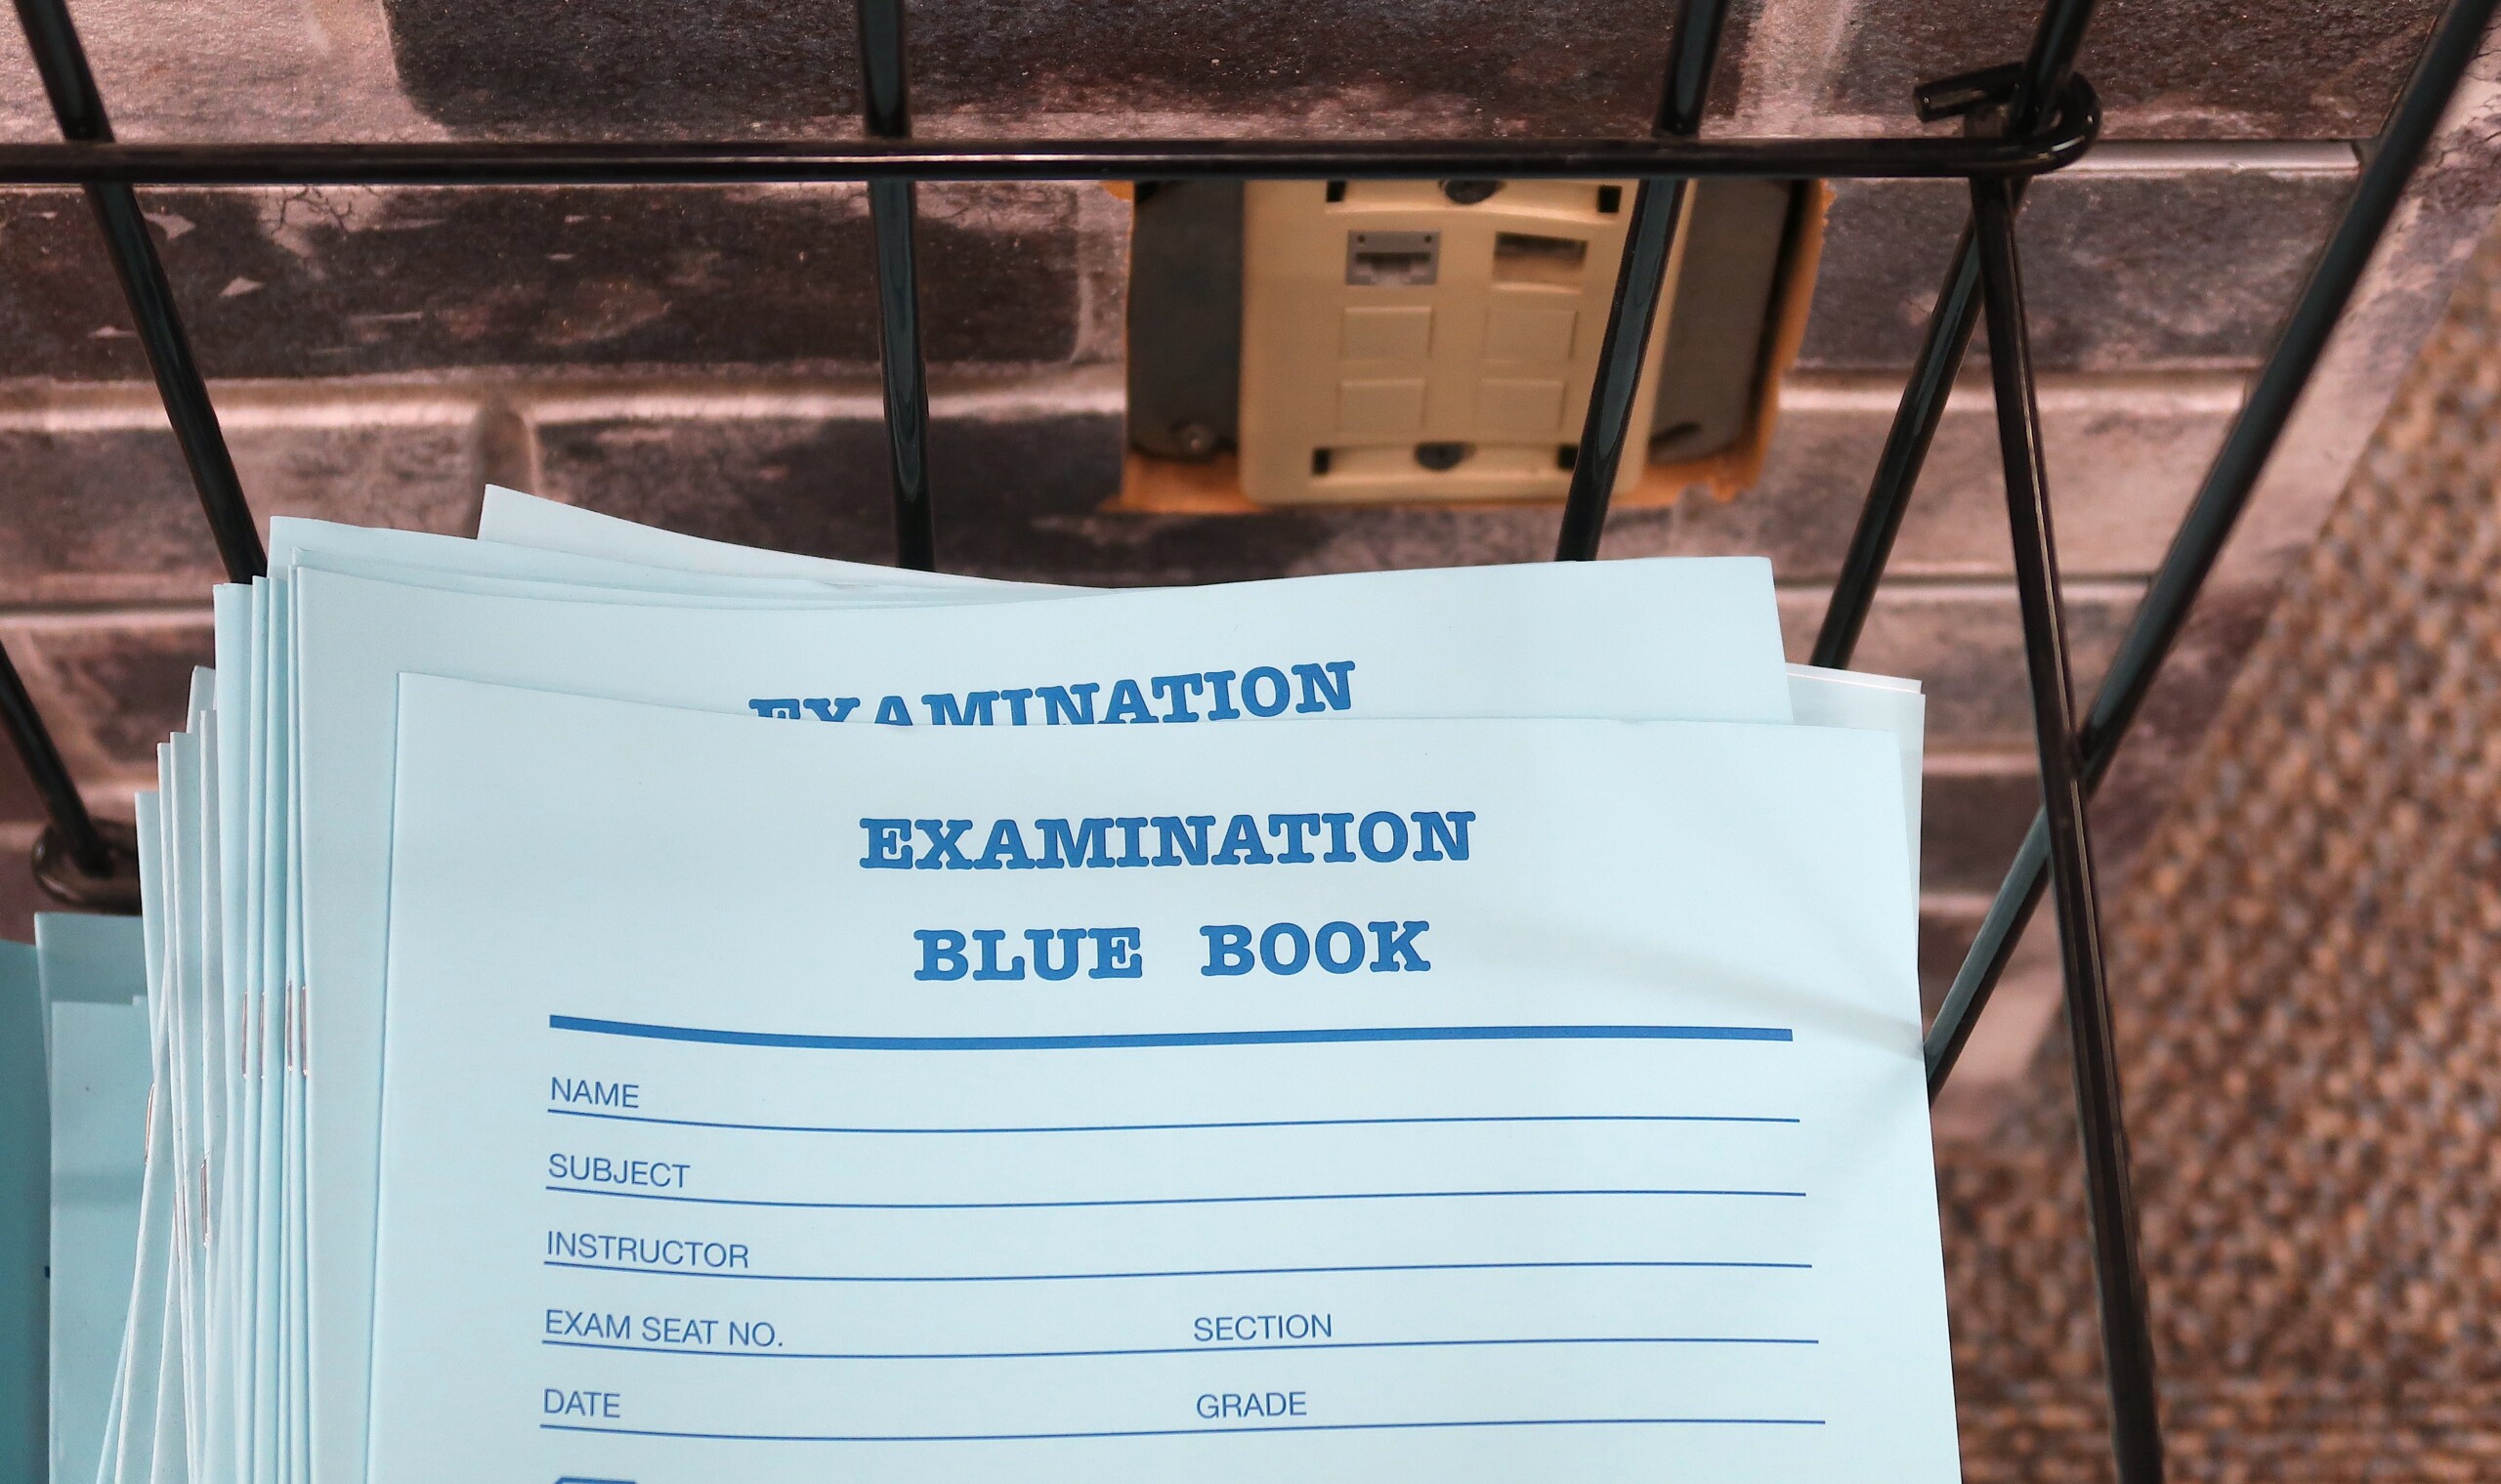 EXAMINATION
EXAMINATION
BLUE BOOK
NAME
SUBJECT
INSTRUCTOR
EXAM SEAT NO. SECTION
DATE GRADE